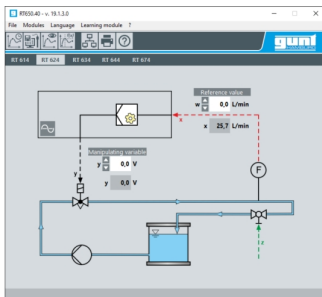 RT650.40 - v. 19.1.3.0
File Modules Language Learning module ?
f(x)
gunt
RT 614 RT 624 RT 634 RT 644 RT 674
Reference value
w 0,0 L/min
x
x 25,7 L/min
Manipulating variable
y 0,0 V
y
y 0,0 V
F
z